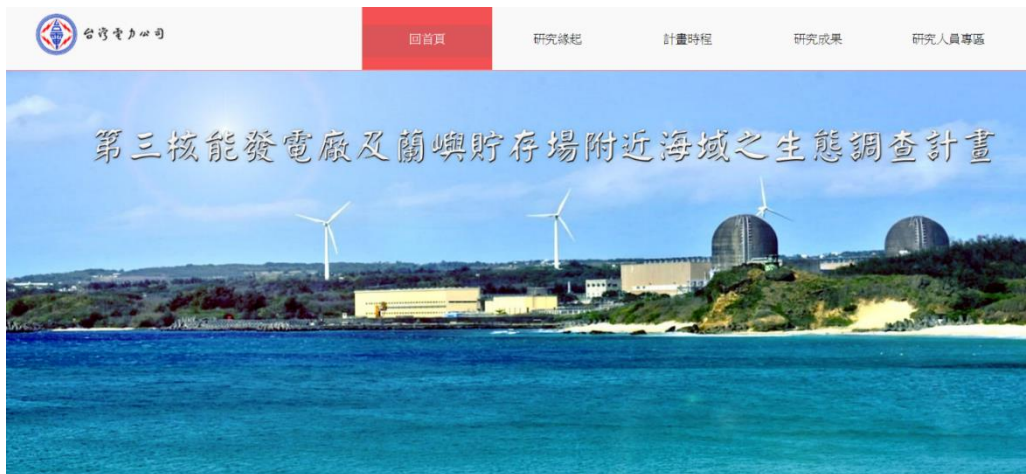 台灣電力公司
回首頁
研究緣起
計畫時程
研究成果
研究人員專區
第三核能發電廠及蘭嶼貯存場附近海域之生態調查計畫